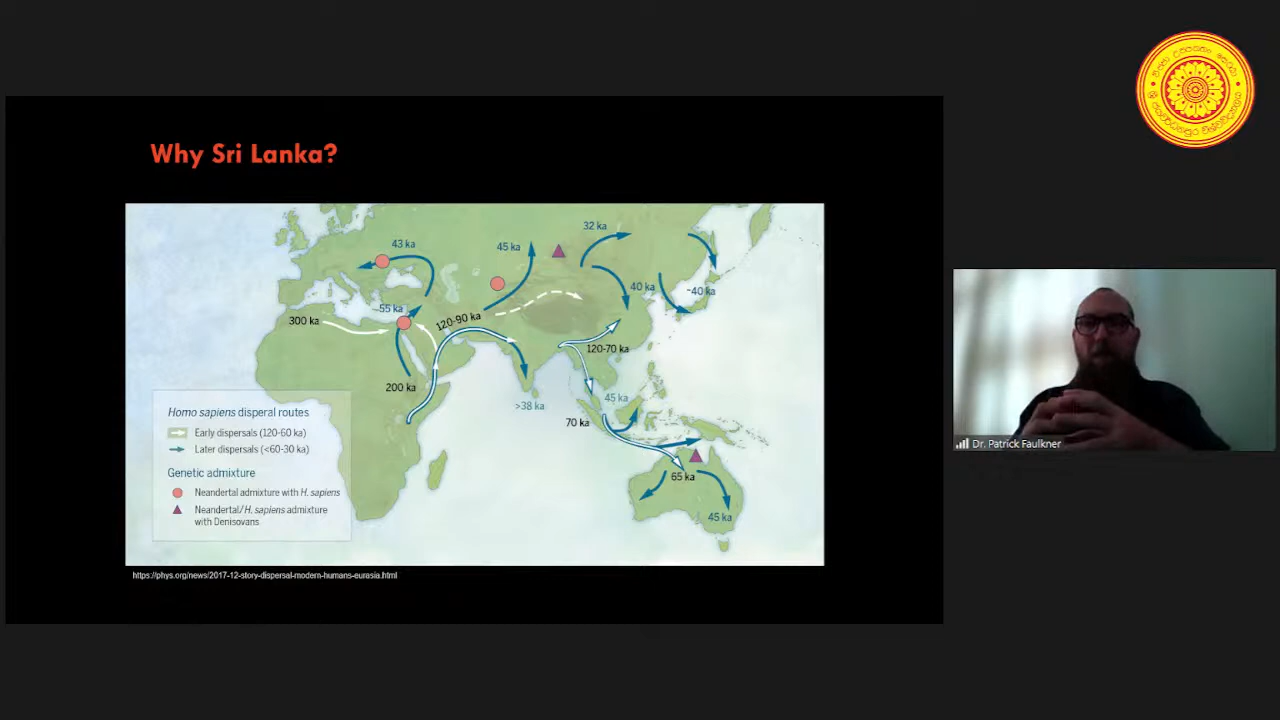 Why Sri Lanka?
32 ka
43 ka
45 ka
40 ka
~40 ka
~55 ka
300 ka
120-90 ka
120-70 ka
200 ka
45 ka
>38 ka
70 ka
65 ka
45 ka
Homo sapiens disperal routes
Early dispersals (120-60 ka)
Later dispersals (<60-30 ka)
Genetic admixture
Neandertal admixture with H. sapiens
Neandertal/H. sapiens admixture
with Denisovans
https://phys.org/news/2017-12-story-dispersal-modern-humans-eurasia.html
Dr. Patrick Faulkner